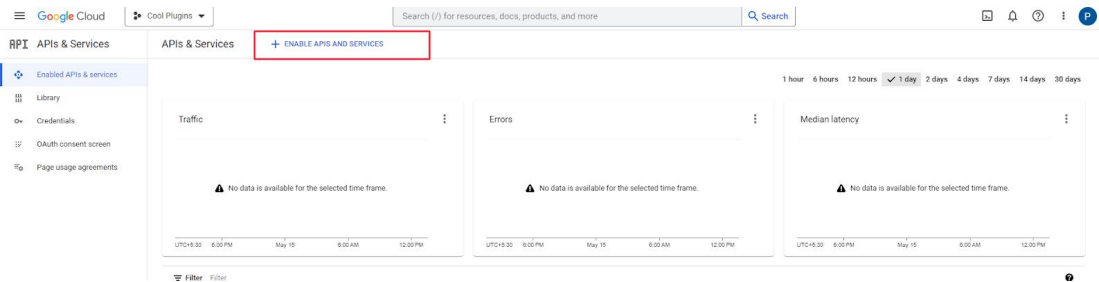 Google Cloud
Cool Plugins
Search (/) for resources, docs, products, and more
Search
P
API APIs & Services
APIs & Services
+ ENABLE APIS AND SERVICES
Enabled APIs & services
Library
Credentials
OAuth consent screen
Page usage agreements
1 hour 6 hours 12 hours 1 day 2 days 4 days 7 days 14 days 30 days
Traffic
No data is available for the selected time frame.
UTC+5:30 6:00 PM May 15 6:00 AM 12:00 PM
Errors
No data is available for the selected time frame.
UTC+5:30 6:00 PM May 15 6:00 AM 12:00 PM
Median latency
No data is available for the selected time frame.
UTC+5:30 6:00 PM May 15 6:00 AM 12:00 PM
Filter Filter